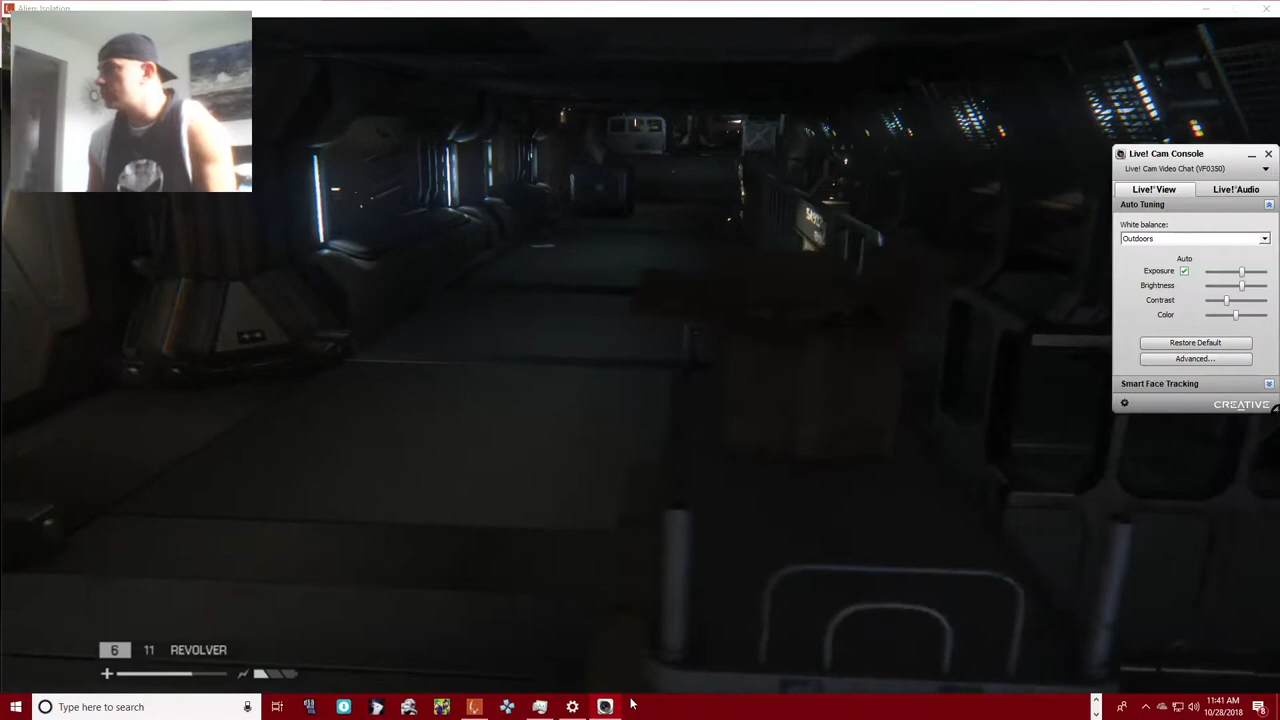 Alien: Isolation
Live! Cam Console
Live! Cam Video Chat (VF0350)
Live! View
Live! Audio
Auto Tuning
White balance:
Outdoors
Auto
Exposure
Brightness
Contrast
Color
Restore Default
Advanced...
Smart Face Tracking
CREATIVE
6 11 REVOLVER
Type here to search
11:41 AM
10/28/2018
8